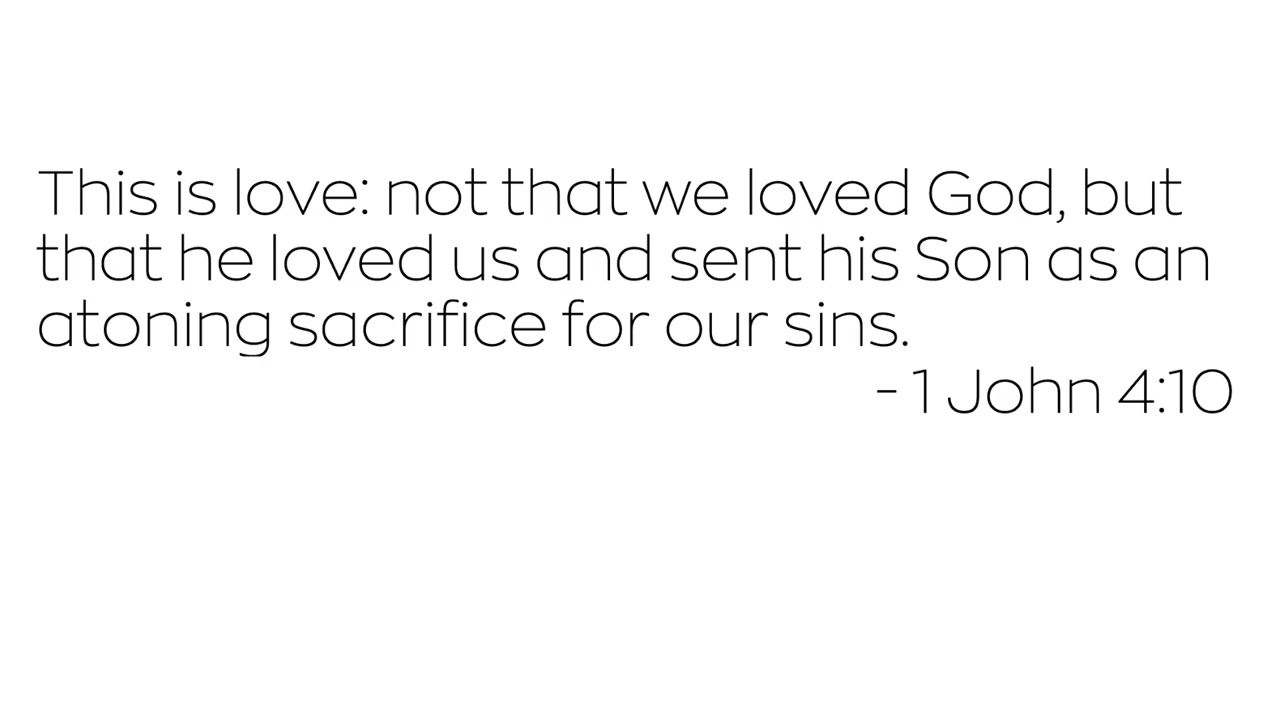 This is love: not that we loved God, but
that he loved us and sent his Son as an
atoning sacrifice for our sins.
- 1 John 4:10